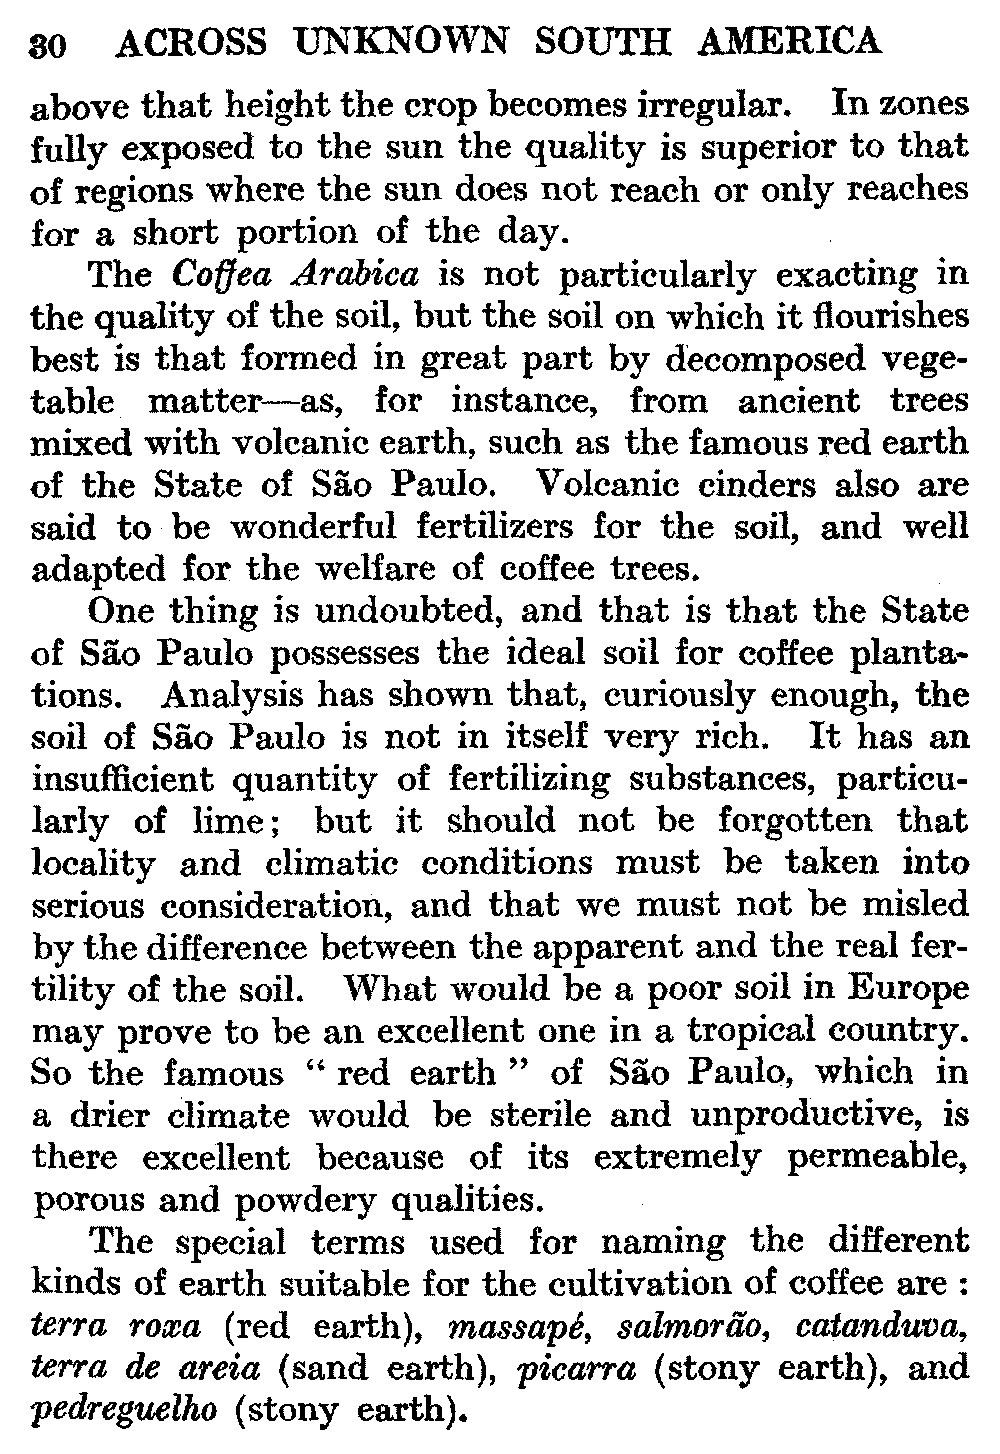 30 ACROSS UNKNOWN SOUTH AMERICA
above that height the crop becomes irregular. In zones
fully exposed to the sun the quality is superior to that
of regions where the sun does not reach or only reaches
for a short portion of the day.
The Coffea Arabica is not particularly exacting in
the quality of the soil, but the soil on which it flourishes
best is that formed in great part by decomposed vege-
table matter—as, for instance, from ancient trees
mixed with volcanic earth, such as the famous red earth
of the State of São Paulo. Volcanic cinders also are
said to be wonderful fertilizers for the soil, and well
adapted for the welfare of coffee trees.
One thing is undoubted, and that is that the State
of São Paulo possesses the ideal soil for coffee planta-
tions. Analysis has shown that, curiously enough, the
soil of São Paulo is not in itself very rich. It has an
insufficient quantity of fertilizing substances, particu-
larly of lime; but it should not be forgotten that
locality and climatic conditions must be taken into
serious consideration, and that we must not be misled
by the difference between the apparent and the real fer-
tility of the soil. What would be a poor soil in Europe
may prove to be an excellent one in a tropical country.
So the famous “ red earth ” of São Paulo, which in
a drier climate would be sterile and unproductive, is
there excellent because of its extremely permeable,
porous and powdery qualities.
The special terms used for naming the different
kinds of earth suitable for the cultivation of coffee are :
terra roxa (red earth), massapé, salmorão, catanduva,
terra de areia (sand earth), picarra (stony earth), and
pedreguelho (stony earth).